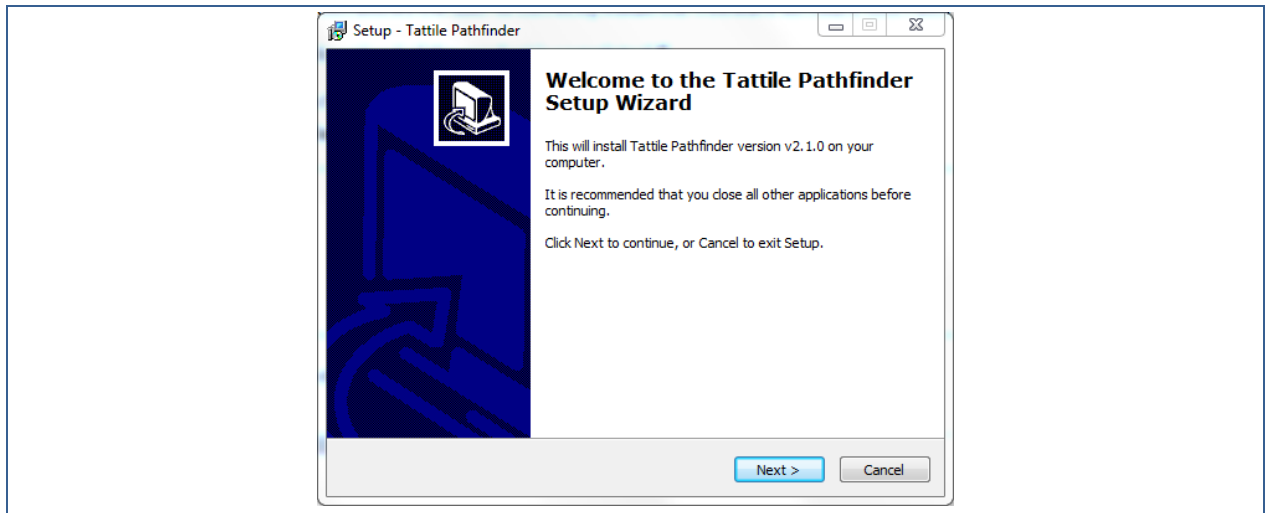 Setup - Tattile Pathfinder
Welcome to the Tattile Pathfinder
Setup Wizard
This will install Tattile Pathfinder version v2.1.0 on your
computer.
It is recommended that you close all other applications before
continuing.
Click Next to continue, or Cancel to exit Setup.
Next >
Cancel